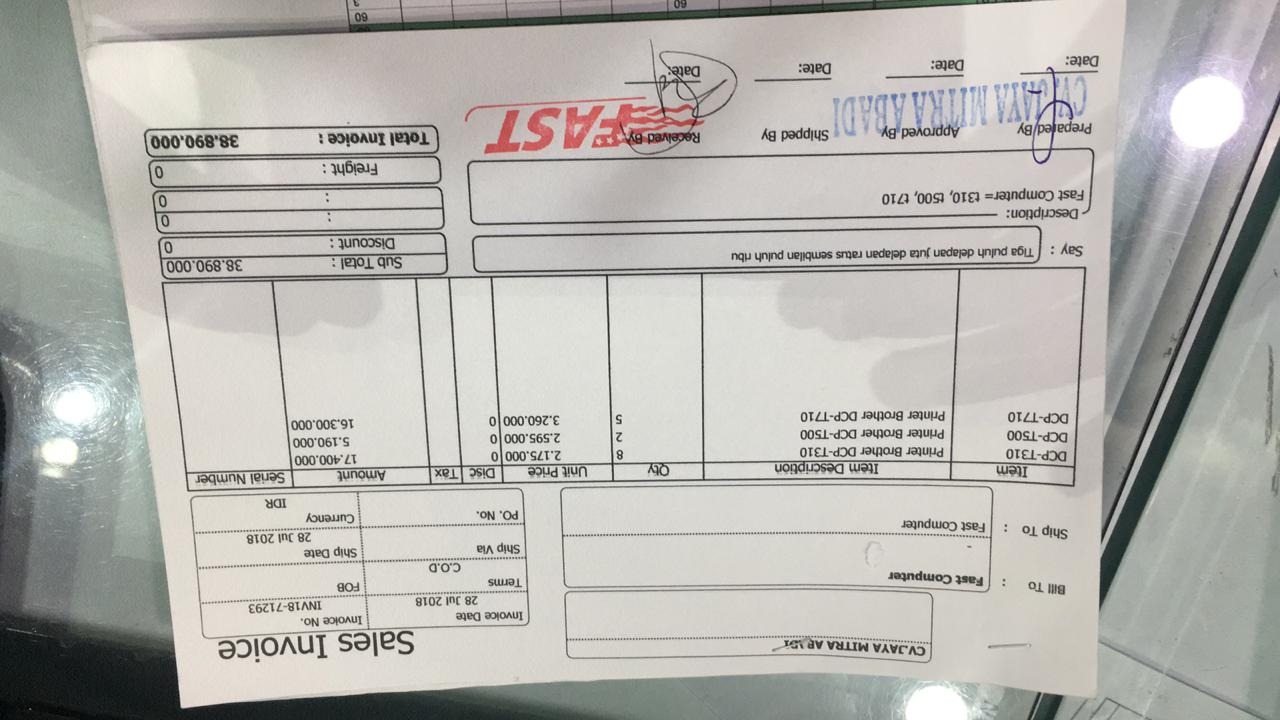 Sales Invoice
CV.JAYA MITRA ABADI
Invoice Date
28 Jul 2018
Invoice No.
INV18-71293
Terms
C.O.D
FOB
Ship Via
Ship Date
28 Jul 2018
PO. No.
Currency
IDR
Bill To :
Fast Computer
-
Ship To :
Fast Computer
Item Item Description Qty Unit Price Disc Tax Amount Serial Number
DCP-T310 Printer Brother DCP-T310 8 2.175.000 0 17.400.000
DCP-T500 Printer Brother DCP-T500 2 2.595.000 0 5.190.000
DCP-T710 Printer Brother DCP-T710 5 3.260.000 0 16.300.000
Say : Tiga puluh delapan juta delapan ratus sembilan puluh ribu
Sub Total : 38.890.000
Discount : 0
: 0
: 0
Freight : 0
Total Invoice : 38.890.000
Description:
Fast Computer= t310, t500, t710
Prepared By Approved By Shipped By Received By
CV.JAYA MITRA ABADI
FAST
Date: Date: Date: Date:
60
60
3